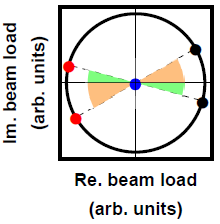 Im. beam load
(arb. units)
Re. beam load
(arb. units)